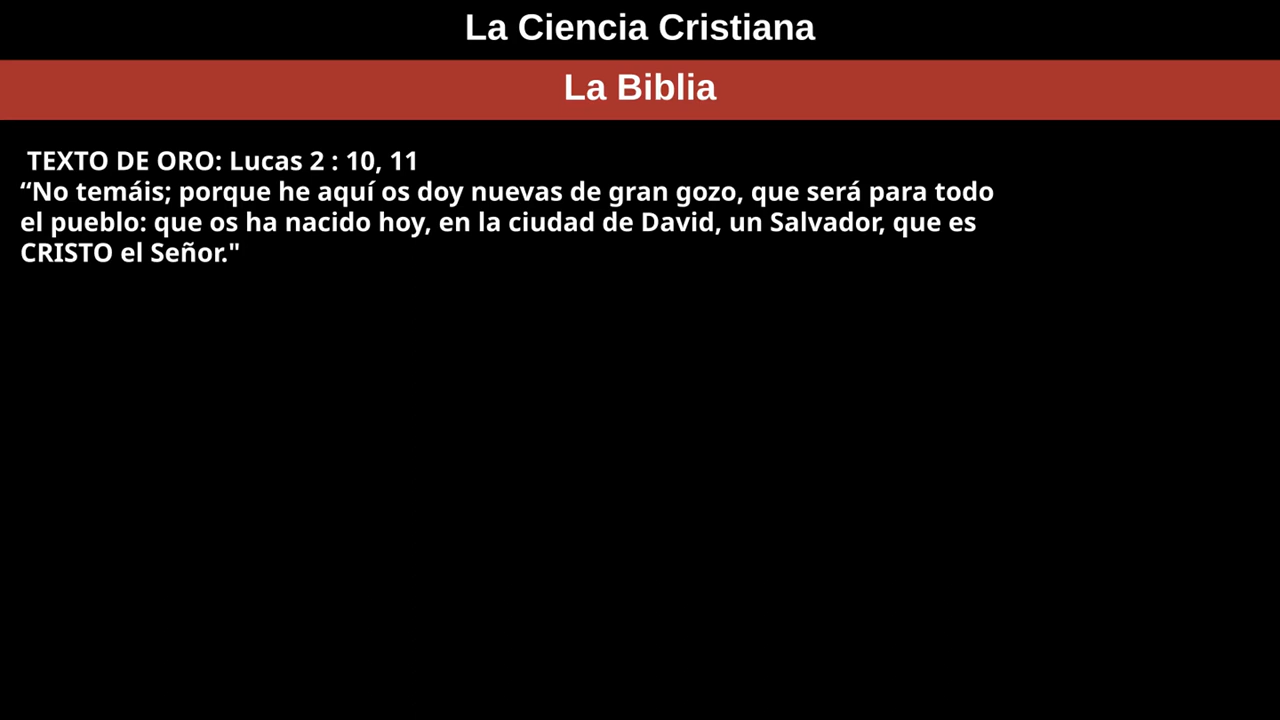 La Ciencia Cristiana
La Biblia
TEXTO DE ORO: Lucas 2 : 10, 11
“No temáis; porque he aquí os doy nuevas de gran gozo, que será para todo
el pueblo: que os ha nacido hoy, en la ciudad de David, un Salvador, que es
CRISTO el Señor."